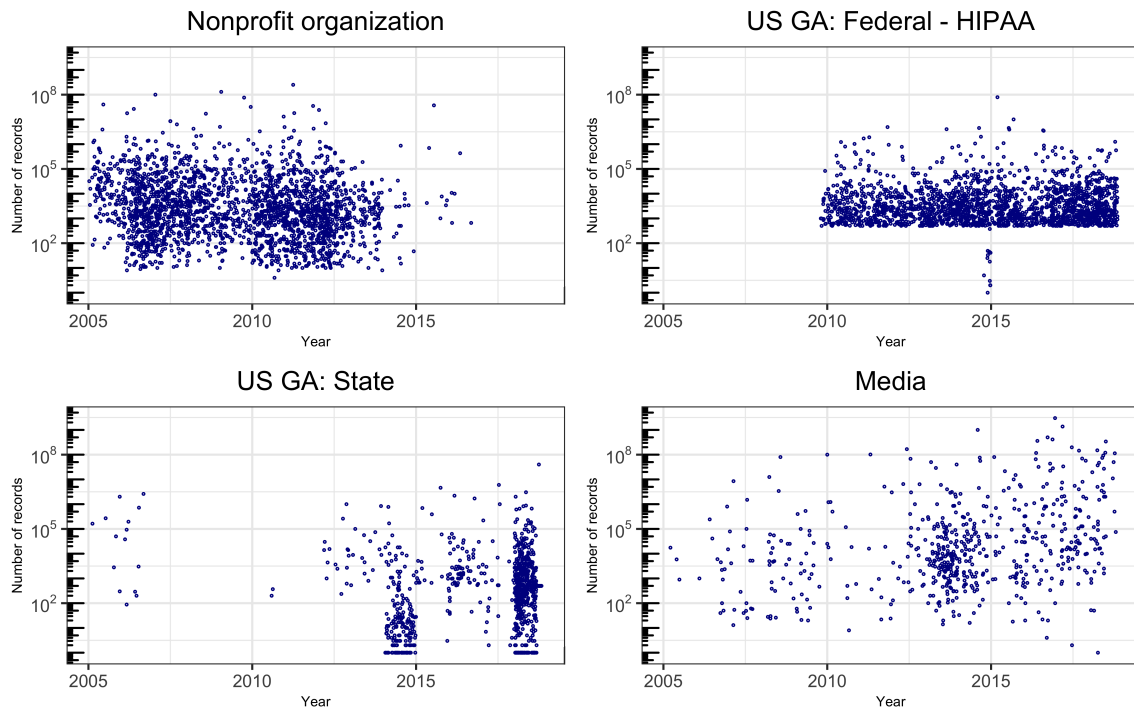 Nonprofit organization
US GA: Federal - HIPAA
Number of records
10^8
10^5
10^2
2005 2010 2015
Year
Number of records
10^8
10^5
10^2
2005 2010 2015
Year
US GA: State
Media
Number of records
10^8
10^5
10^2
2005 2010 2015
Year
Number of records
10^8
10^5
10^2
2005 2010 2015
Year